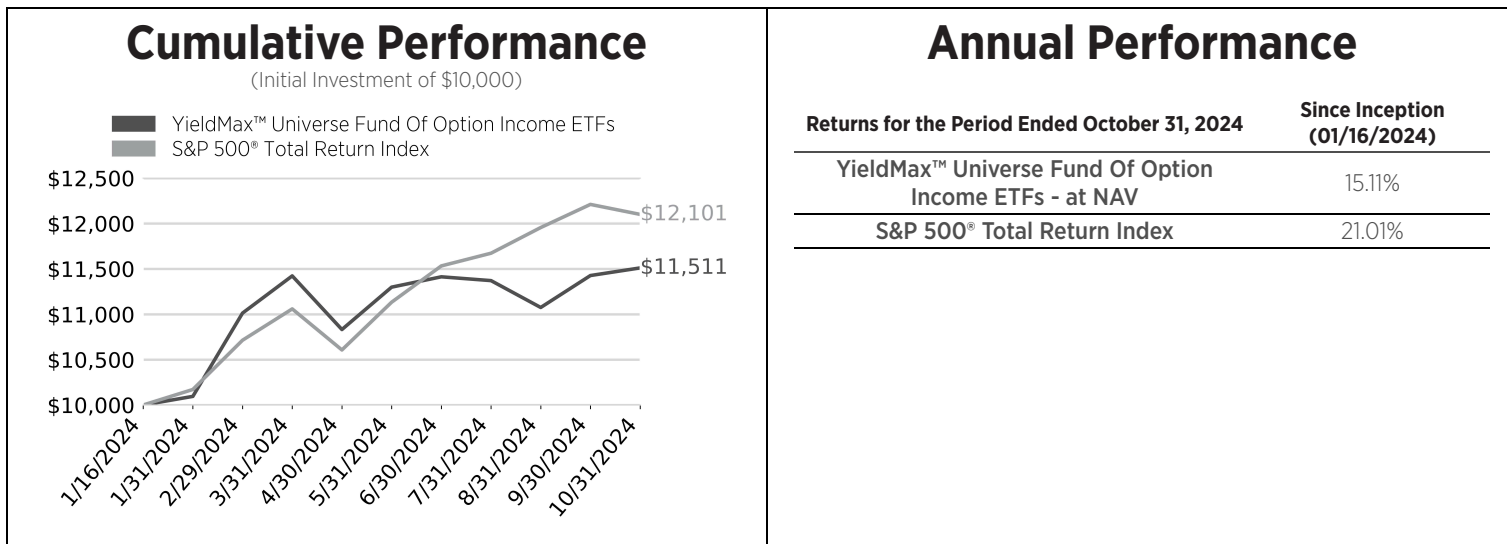 Cumulative Performance
(Initial Investment of $10,000)
YieldMax™ Universe Fund Of Option Income ETFs
S&P 500® Total Return Index
$12,500
$12,000
$11,500
$11,000
$10,500
$10,000
$12,101
$11,511
1/16/2024
1/31/2024
2/29/2024
3/31/2024
4/30/2024
5/31/2024
6/30/2024
7/31/2024
8/31/2024
9/30/2024
10/31/2024
Annual Performance
Returns for the Period Ended October 31, 2024
Since Inception
(01/16/2024)
YieldMax™ Universe Fund Of Option
Income ETFs - at NAV
15.11%
S&P 500® Total Return Index
21.01%